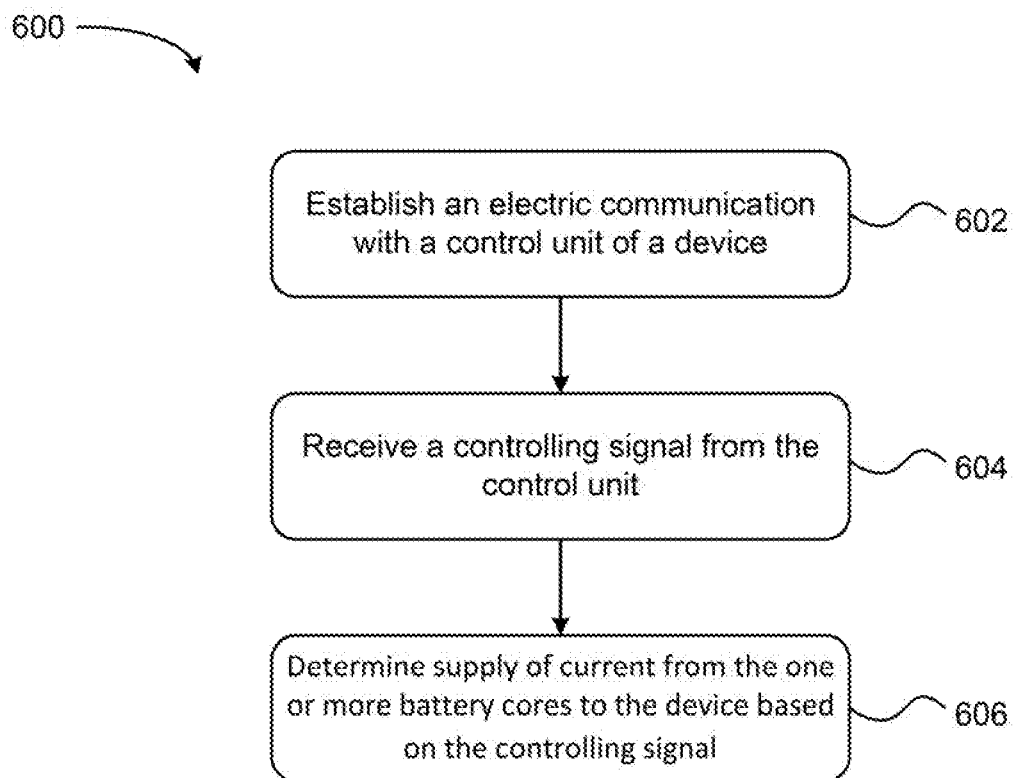 600
Establish an electric communication
with a control unit of a device
602
Receive a controlling signal from the
control unit
604
Determine supply of current from the one
or more battery cores to the device based
on the controlling signal
606